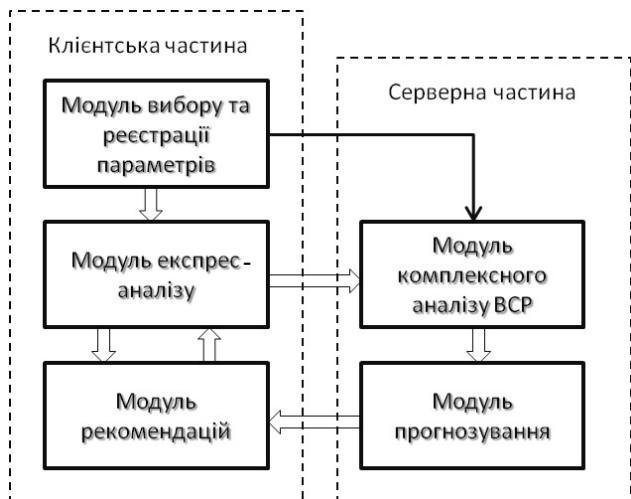 Клієнтська частина
Модуль вибору та
реєстрації
параметрів
Модуль експрес-
аналізу
Модуль
рекомендацій
Серверна частина
Модуль
комплексного
аналізу ВСР
Модуль
прогнозування